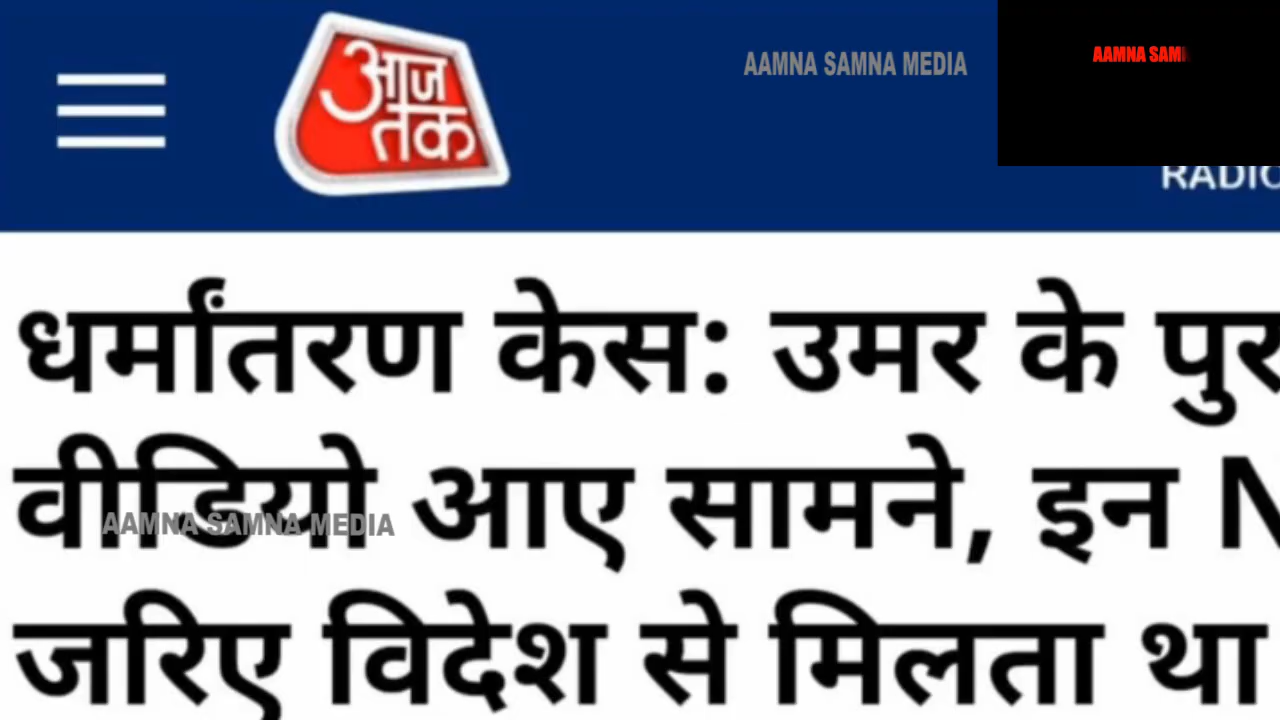 आज
तक
AAMNA SAMNA MEDIA
AAMNA SAM
RADIO
धर्मांतरण केस: उमर के
वीडियो आए सामने, इन
AAMNA SAMNA MEDIA
जरिए विदेश से मिलता था